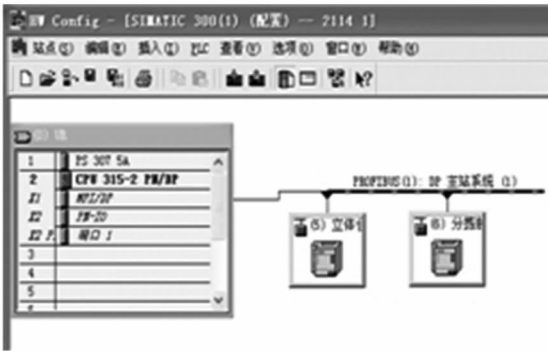 HW Config - [SIMATIC 300(1) (配置) -- 2114 1]
站点(S) 编辑(E) 插入(I) PLC 查看(V) 选项(O) 窗口(W) 帮助(H)
(0) UR
1 PS 307 5A
2 CPU 315-2 PN/DP
X1 MPI/DP
X2 PN-IO
X2 P 端口 1
3
4
5
PROFIBUS(1): DP 主站系统 (1)
(5) 立体
(6) 分拣